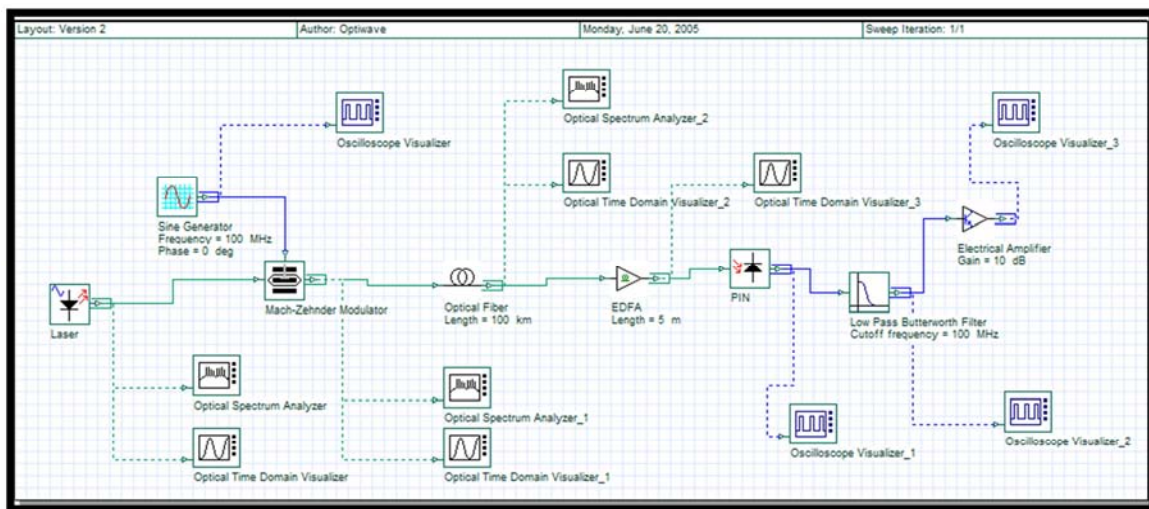 Layout: Version 2
Author: Optiwave
Monday, June 20, 2005
Sweep Iteration: 1/1
Optical Spectrum Analyzer_2
Oscilloscope Visualizer
Oscilloscope Visualizer_3
Optical Time Domain Visualizer_2
Optical Time Domain Visualizer_3
Sine Generator
Frequency = 100 MHz
Phase = 0 deg
Electrical Amplifier
Gain = 10 dB
Laser
Mach-Zehnder Modulator
Optical Fiber
Length = 100 km
EDFA
Length = 5 m
PIN
Low Pass Butterworth Filter
Cutoff frequency = 100 MHz
Optical Spectrum Analyzer
Optical Spectrum Analyzer_1
Optical Time Domain Visualizer
Optical Time Domain Visualizer_1
Oscilloscope Visualizer_1
Oscilloscope Visualizer_2